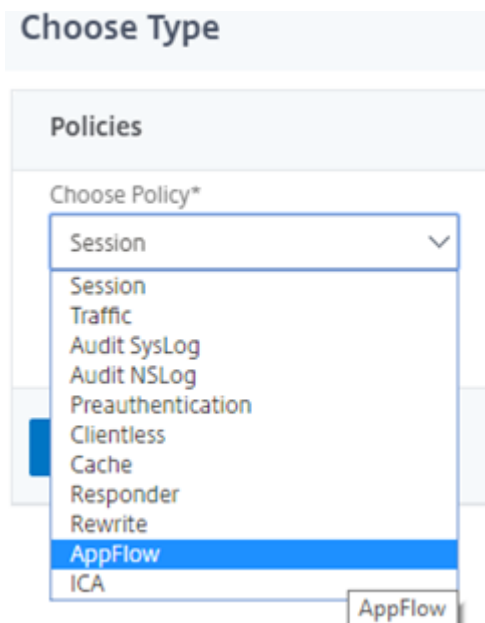 Choose Type
Policies
Choose Policy*
Session
Session
Traffic
Audit SysLog
Audit NSLog
Preauthentication
Clientless
Cache
Responder
Rewrite
AppFlow
ICA
AppFlow